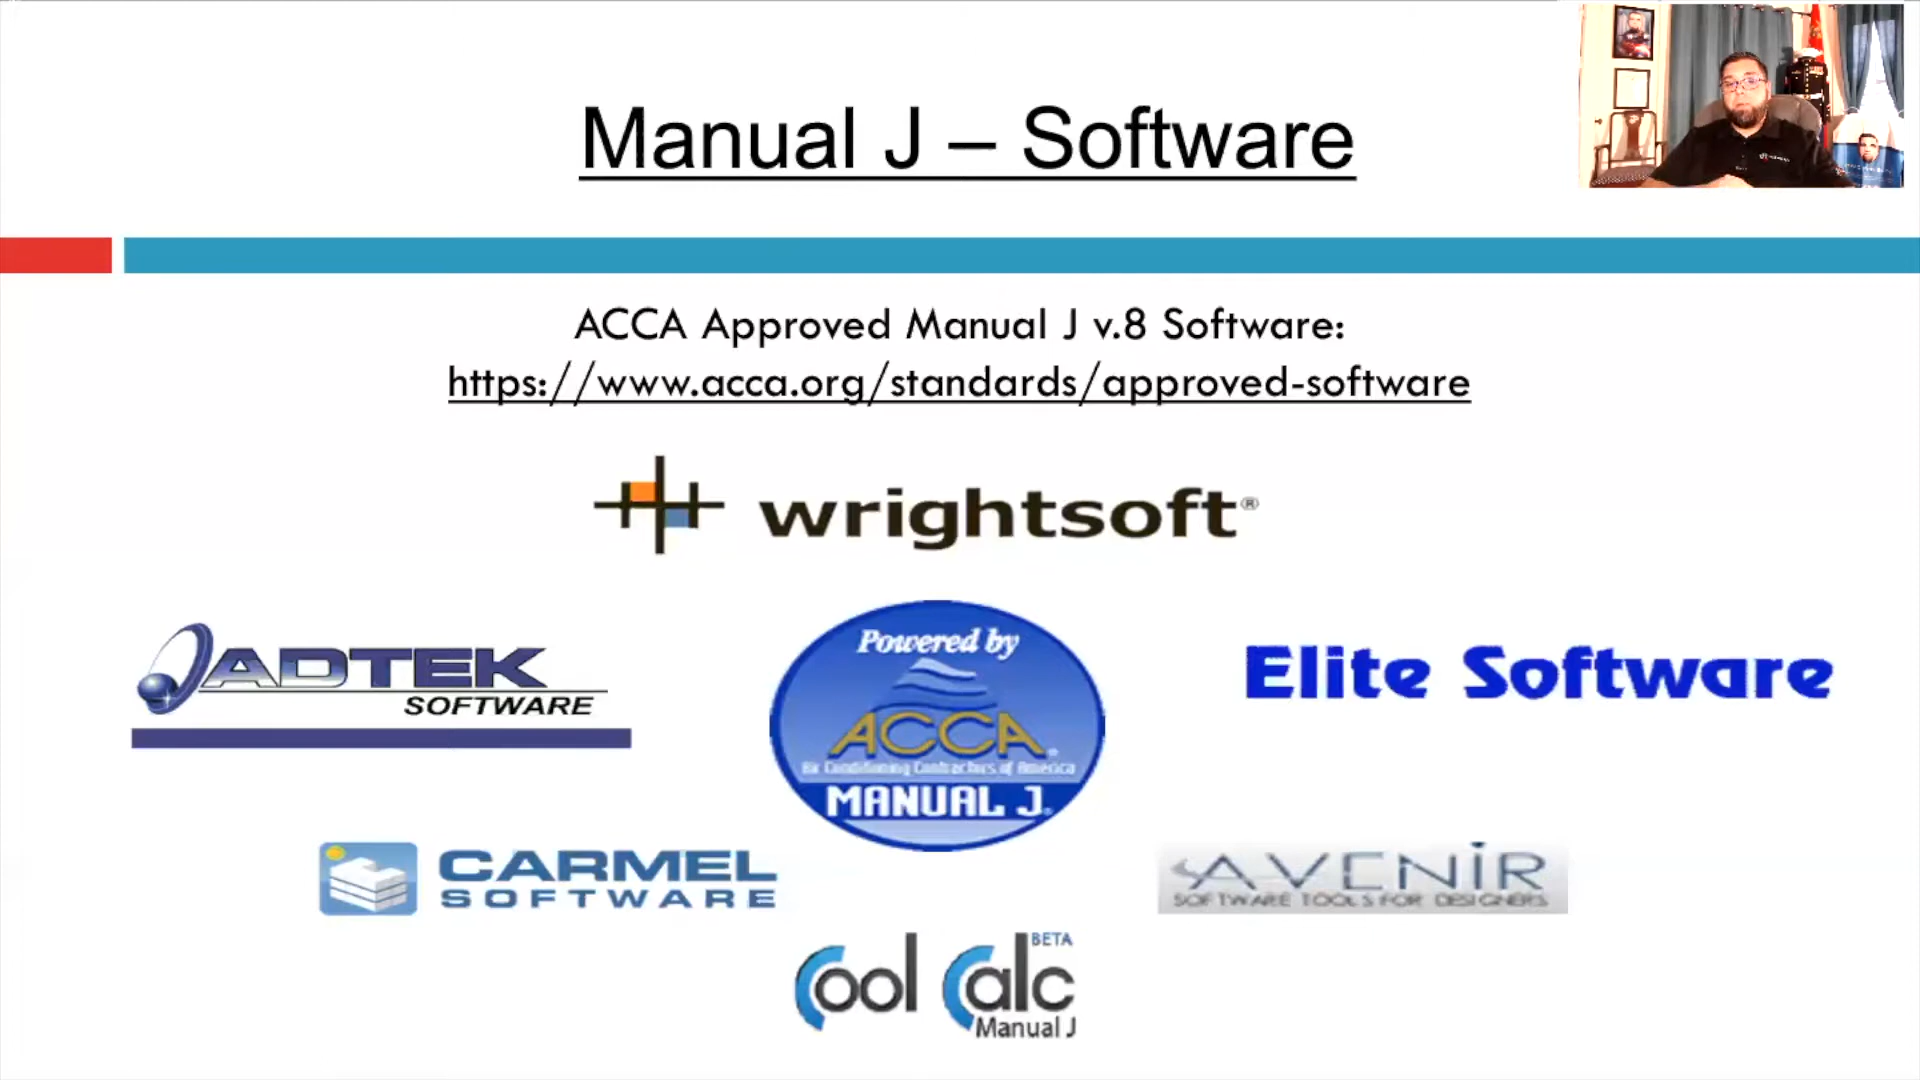 Manual J – Software
ACCA Approved Manual J v.8 Software:
https://www.acca.org/standards/approved-software
wrightsoft®
ADTEK
SOFTWARE
Powered by
ACCA®
Air Conditioning Contractors of America
MANUAL J®
Elite Software
CARMEL
SOFTWARE
AVENIR
SOFTWARE TOOLS FOR DESIGNERS
Cool Calc BETA
Manual J